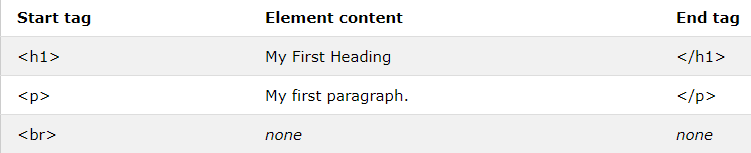 Start tag Element content End tag
<h1> My First Heading </h1>
<p> My first paragraph. </p>
<br> none none